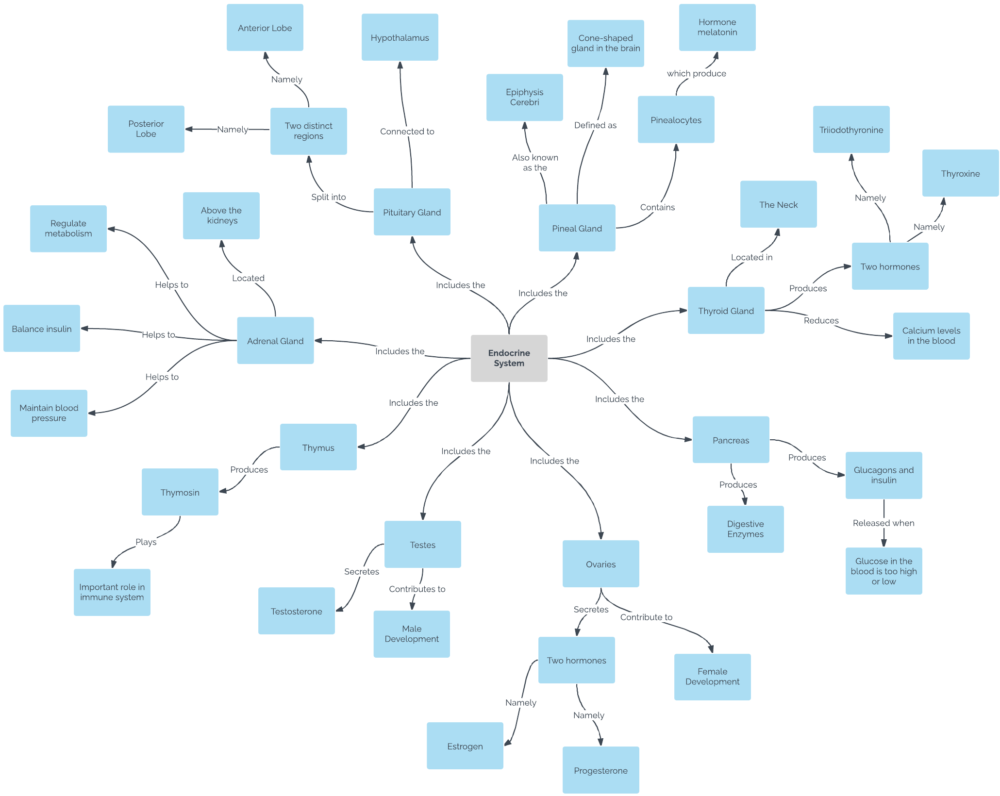 Anterior Lobe
Hypothalamus
Cone-shaped
gland in the brain
Hormone
melatonin
Namely
which produce
Epiphysis
Cerebri
Posterior
Lobe
Namely
Two distinct
regions
Connected to
Defined as
Pinealocytes
Triiodothyronine
Also known
as the
Thyroxine
Split into
Pituitary Gland
Pineal Gland
Contains
The Neck
Namely
Namely
Regulate
metabolism
Above the
kidneys
Located in
Two hormones
Helps to
Located
Includes the
Includes the
Produces
Thyroid Gland
Reduces
Calcium levels
in the blood
Balance insulin
Helps to
Adrenal Gland
Includes the
Endocrine
System
Includes the
Helps to
Maintain blood
pressure
Includes the
Includes the
Thymus
Pancreas
Includes the
Includes the
Produces
Glucagons and
insulin
Produces
Produces
Thymosin
Released when
Digestive
Enzymes
Plays
Testes
Ovaries
Glucose in the
blood is too high
or low
Important role in
immune system
Secretes
Contributes to
Testosterone
Male
Development
Secretes
Contribute to
Two hormones
Female
Development
Namely
Namely
Estrogen
Progesterone